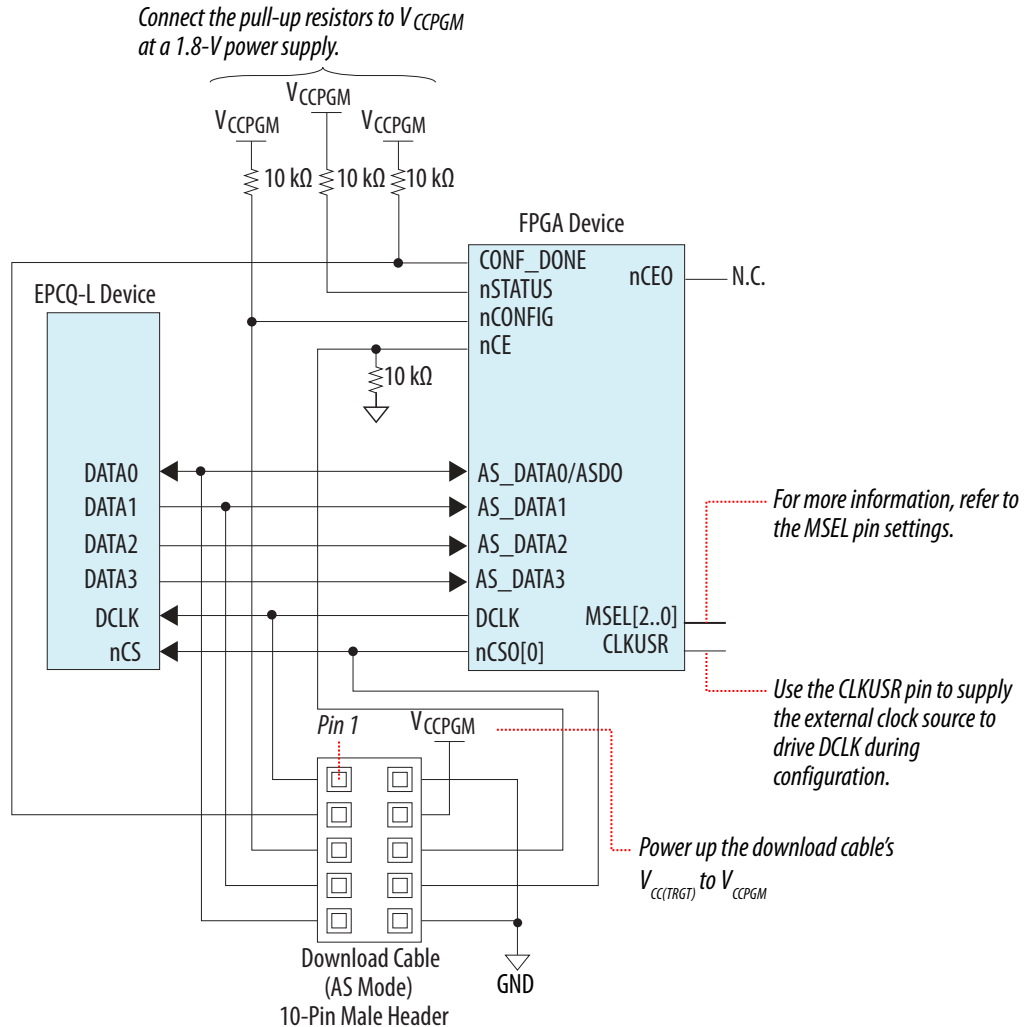 Connect the pull-up resistors to VCCPGM
at a 1.8-V power supply.
VCCPGM
VCCPGM
VCCPGM
10 kΩ
10 kΩ
10 kΩ
FPGA Device
CONF_DONE
nSTATUS
nCONFIG
nCE
nCEO
N.C.
EPCQ-L Device
10 kΩ
DATA0
DATA1
DATA2
DATA3
DCLK
nCS
AS_DATA0/ASDO
AS_DATA1
AS_DATA2
AS_DATA3
DCLK
nCSO[0]
MSEL[2..0]
CLKUSR
For more information, refer to
the MSEL pin settings.
Use the CLKUSR pin to supply
the external clock source to
drive DCLK during
configuration.
Pin 1
VCCPGM
Power up the download cable's
VCC(TRGT) to VCCPGM
Download Cable
(AS Mode)
10-Pin Male Header
GND